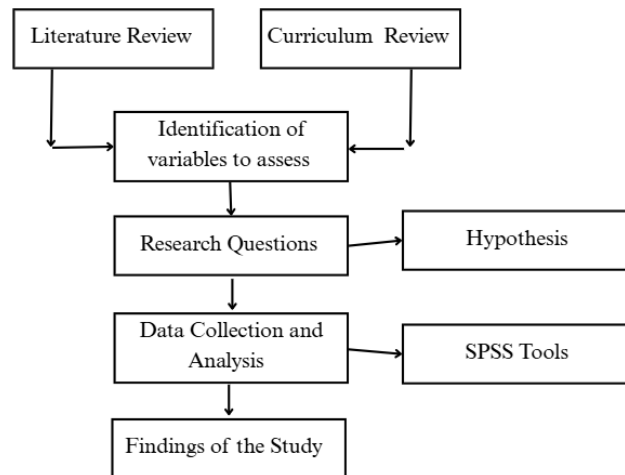 Literature Review
Curriculum Review
Identification of
variables to assess
Research Questions
Hypothesis
Data Collection and
Analysis
SPSS Tools
Findings of the Study